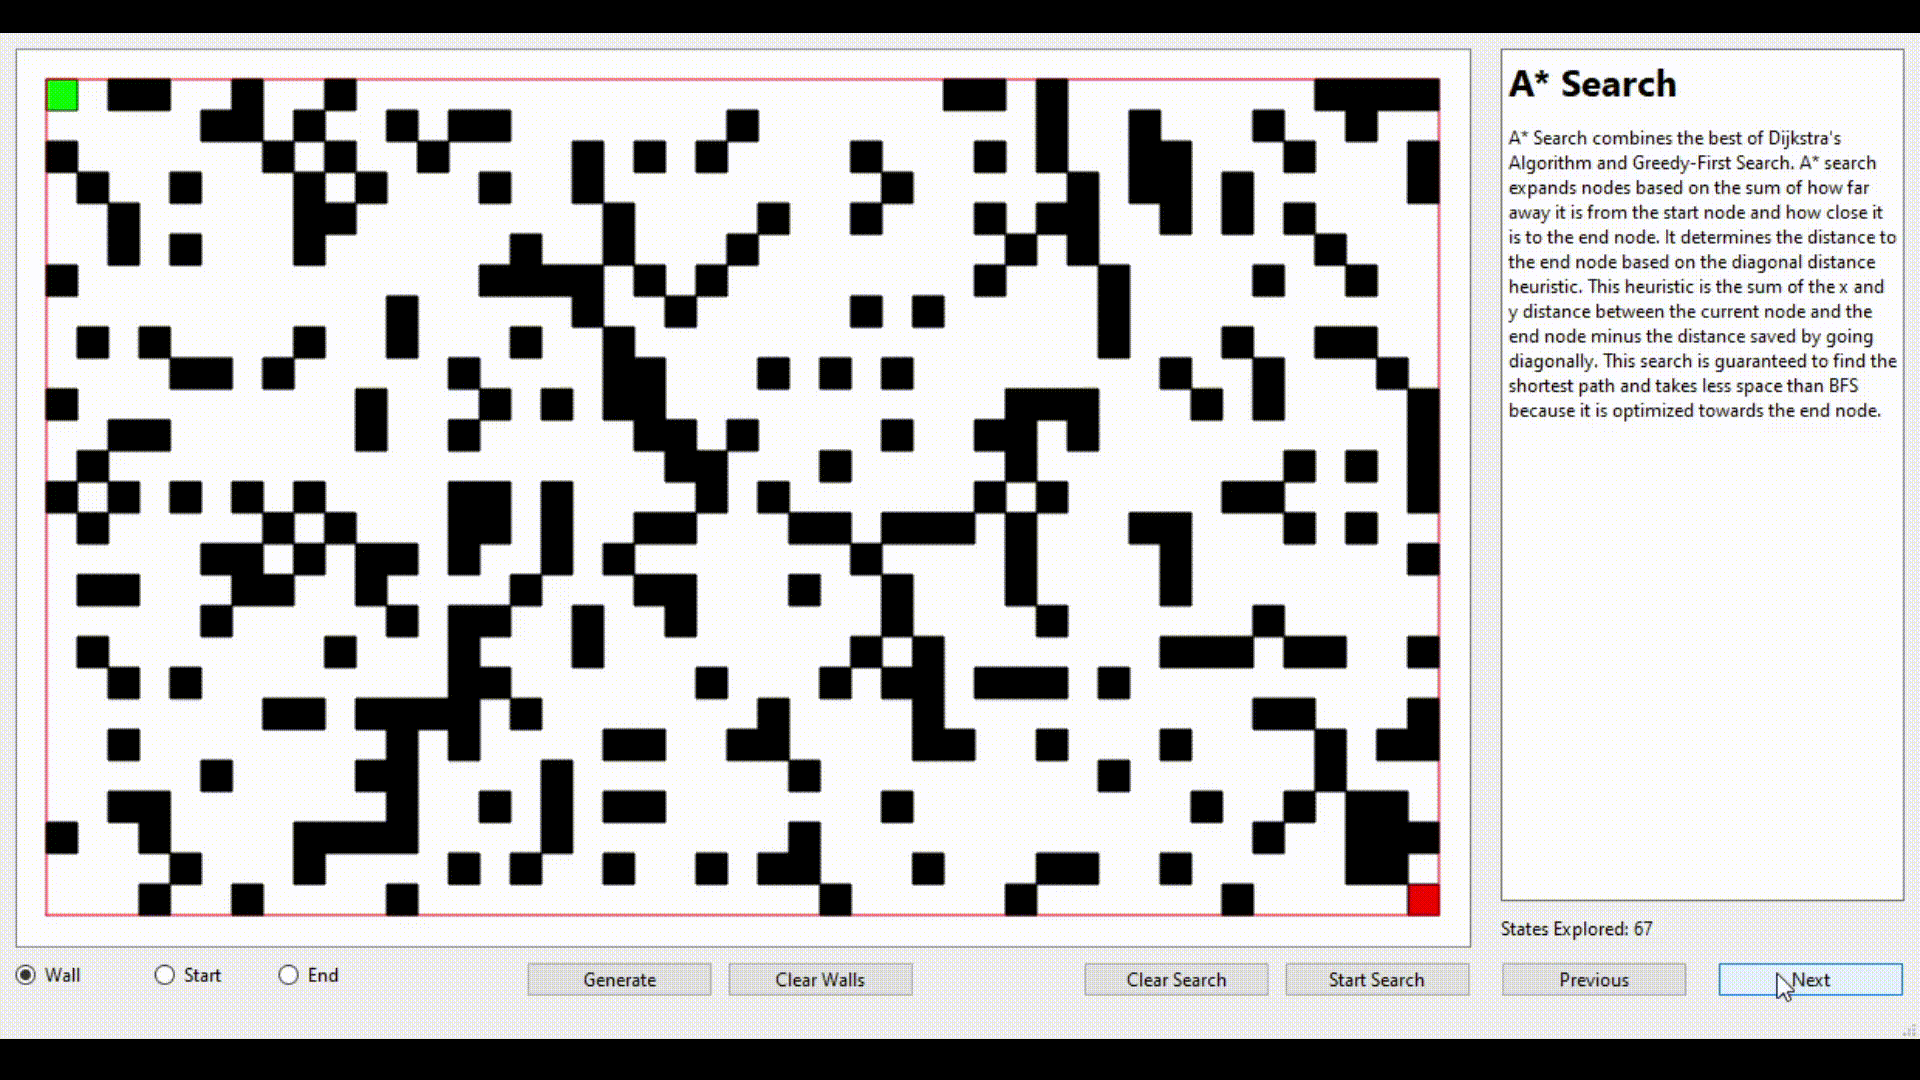 A* Search
A* Search combines the best of Dijkstra's
Algorithm and Greedy-First Search. A* search
expands nodes based on the sum of how far
away it is from the start node and how close it
is to the end node. It determines the distance to
the end node based on the diagonal distance
heuristic. This heuristic is the sum of the x and
y distance between the current node and the
end node minus the distance saved by going
diagonally. This search is guaranteed to find the
shortest path and takes less space than BFS
because it is optimized towards the end node.
States Explored: 67
Wall Start End Generate Clear Walls Clear Search Start Search Previous Next